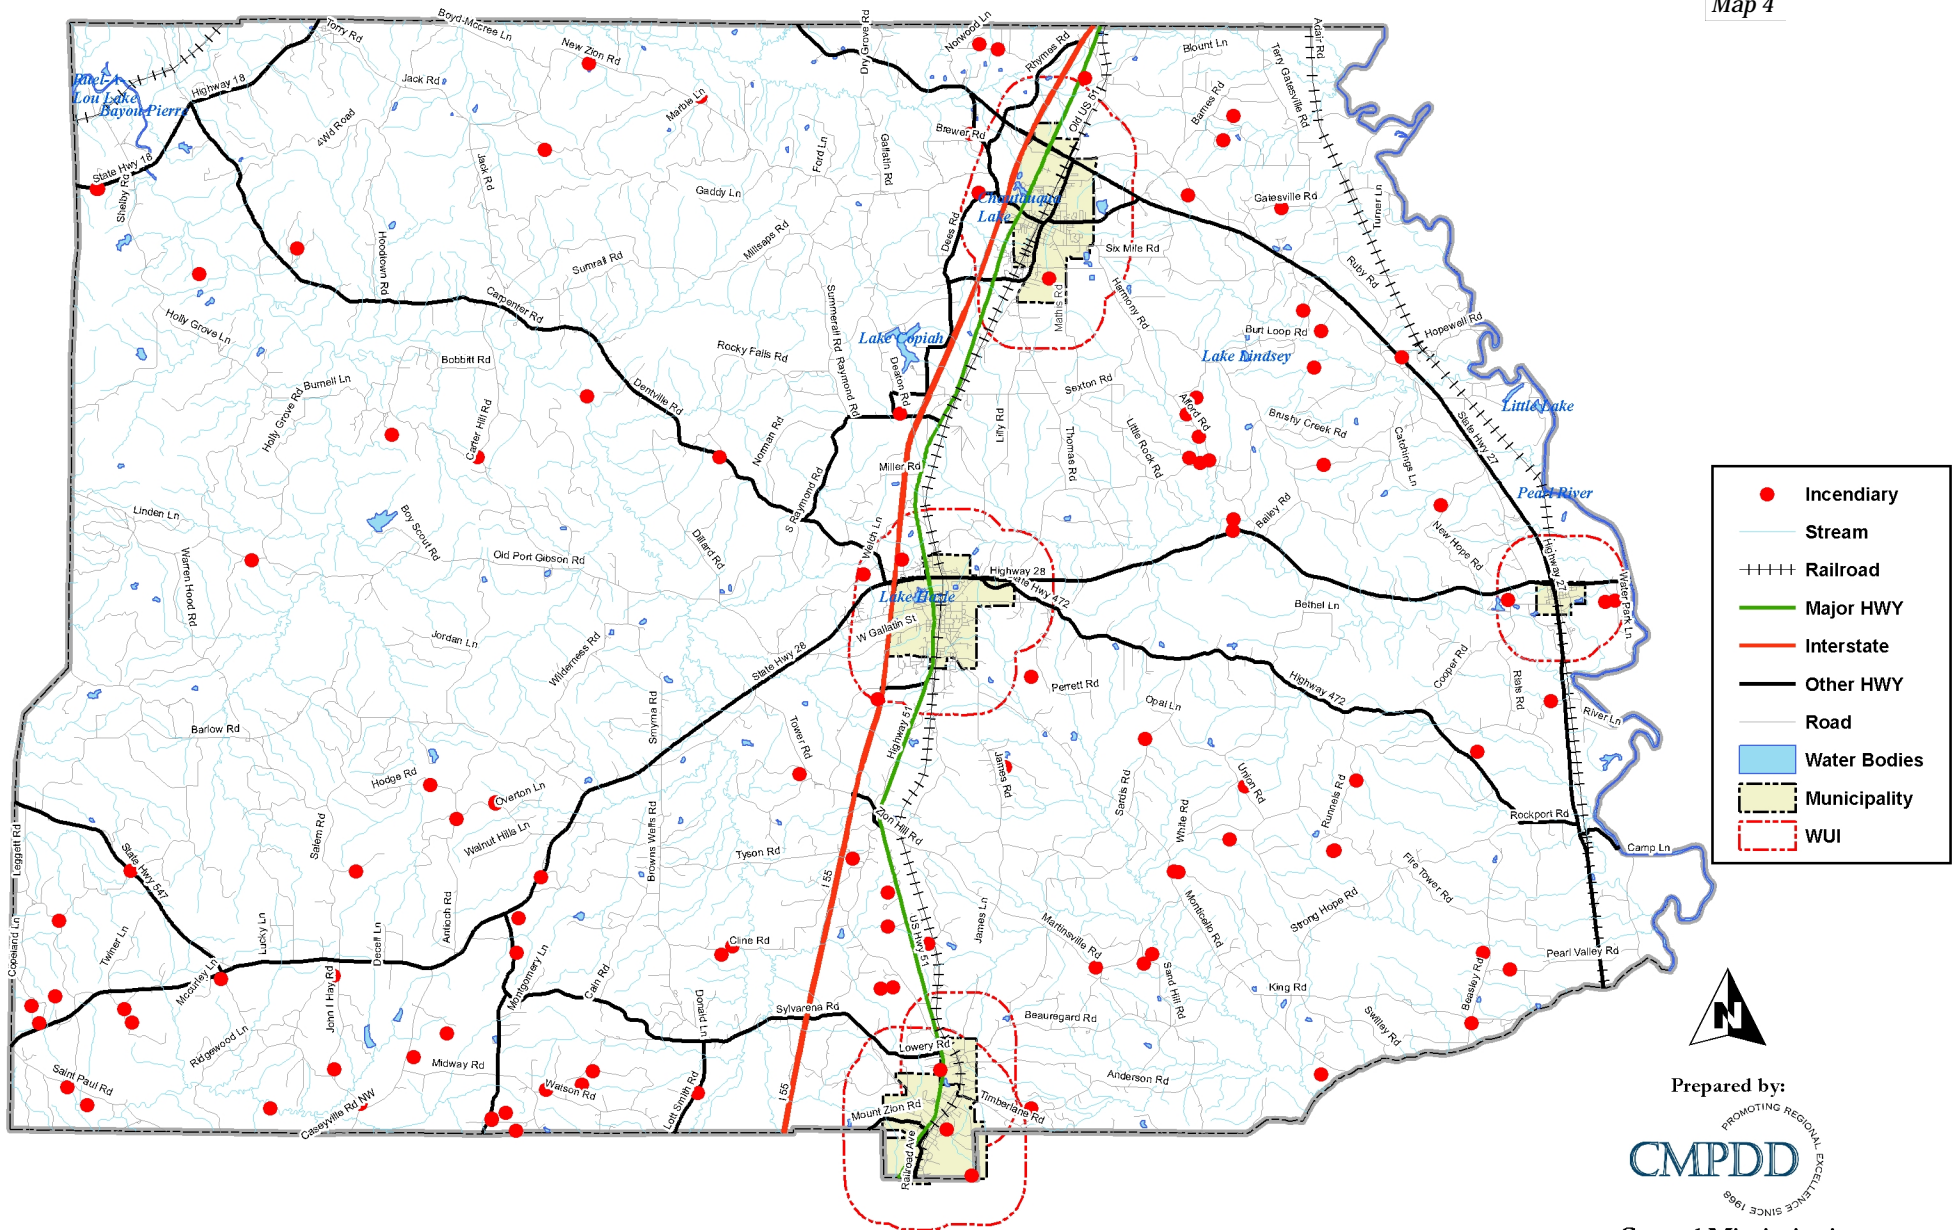 Map 4
Boyd-Mccree Ln
Torry Rd
New Zion Rd
Dry Grove Rd
Norwood Ln
Rhymes Rd
Blount Ln
Adair Rd
Terry Gatesville Rd
Lou Lake
Bayou Pierre
Highway 18
Jack Rd
Marble Ln
4Wd Road
Old US 51
Barnes Rd
Brewer Rd
Ford Ln
Gallatin Rd
Jack Rd
State Hwy 18
Shelby Rd
Gaddy Ln
Chautauqua
Lake
Gatesville Rd
Turner Ln
Dees Rd
Millsaps Rd
Six Mile Rd
Hoodtown Rd
Sumrall Rd
Ruby Rd
Harmony Rd
Mathis Rd
Carpenter Rd
Summerall Rd
Holly Grove Ln
Lake Copiah
Burt Loop Rd
Hopewell Rd
Rocky Falls Rd
Bobbitt Rd
Lake Lindsey
Raymond Rd
Deaton Rd
Burnell Ln
Sexton Rd
Dentville Rd
Holly Grove Rd
Little Lake
Carter Hill Rd
Alford Rd
Brushy Creek Rd
Norman Rd
Liffy Rd
Thomas Rd
Little Rock Rd
Catchings Ln
State Hwy 27
Miller Rd
Pearl River
S Raymond Rd
Linden Ln
Boy Scout Rd
Bailey Rd
New Hope Rd
Welch Ln
Dillard Rd
Old Port Gibson Rd
Warren Hood Rd
Highway 28
State Hwy 472
Highway 27
Water Park Ln
Lake Hazle
Bethel Ln
W Gallatin St
Jordan Ln
Wilderness Rd
State Hwy 28
Cooper Rd
Perrett Rd
Highway 472
Rials Rd
Opal Ln
River Ln
Smyrna Rd
Barlow Rd
Tower Rd
Highway 51
James Rd
Hodge Rd
Overton Ln
Sardis Rd
Union Rd
Runnels Rd
White Rd
Rockport Rd
Zion Hill Rd
Walnut Hills Ln
Salem Rd
Browns Wells Rd
Leggett Rd
State Hwy 547
Tyson Rd
Camp Ln
I 55
Fire Tower Rd
Strong Hope Rd
Monticello Rd
Antioch Rd
Lucky Ln
Decell Ln
Twiner Ln
Copeland Ln
Cline Rd
US Hwy 51
James Ln
Martinsville Rd
Pearl Valley Rd
Mccurley Ln
Montgomery Ln
Cain Rd
Sand Hill Rd
King Rd
Beasley Rd
John I Hay Rd
Donald Ln
Sylvarena Rd
Beauregard Rd
Swilley Rd
Ridgewood Ln
Lowery Rd
Midway Rd
Saint Paul Rd
Watson Rd
Anderson Rd
I 55
Lott Smith Rd
Mount Zion Rd
Timberlane Rd
Caseyville Rd NW
Railroad Ave
Incendiary
Stream
Railroad
Major HWY
Interstate
Other HWY
Road
Water Bodies
Municipality
WUI
N
Prepared by:
PROMOTING REGIONAL EXCELLENCE SINCE 1968
CMPDD